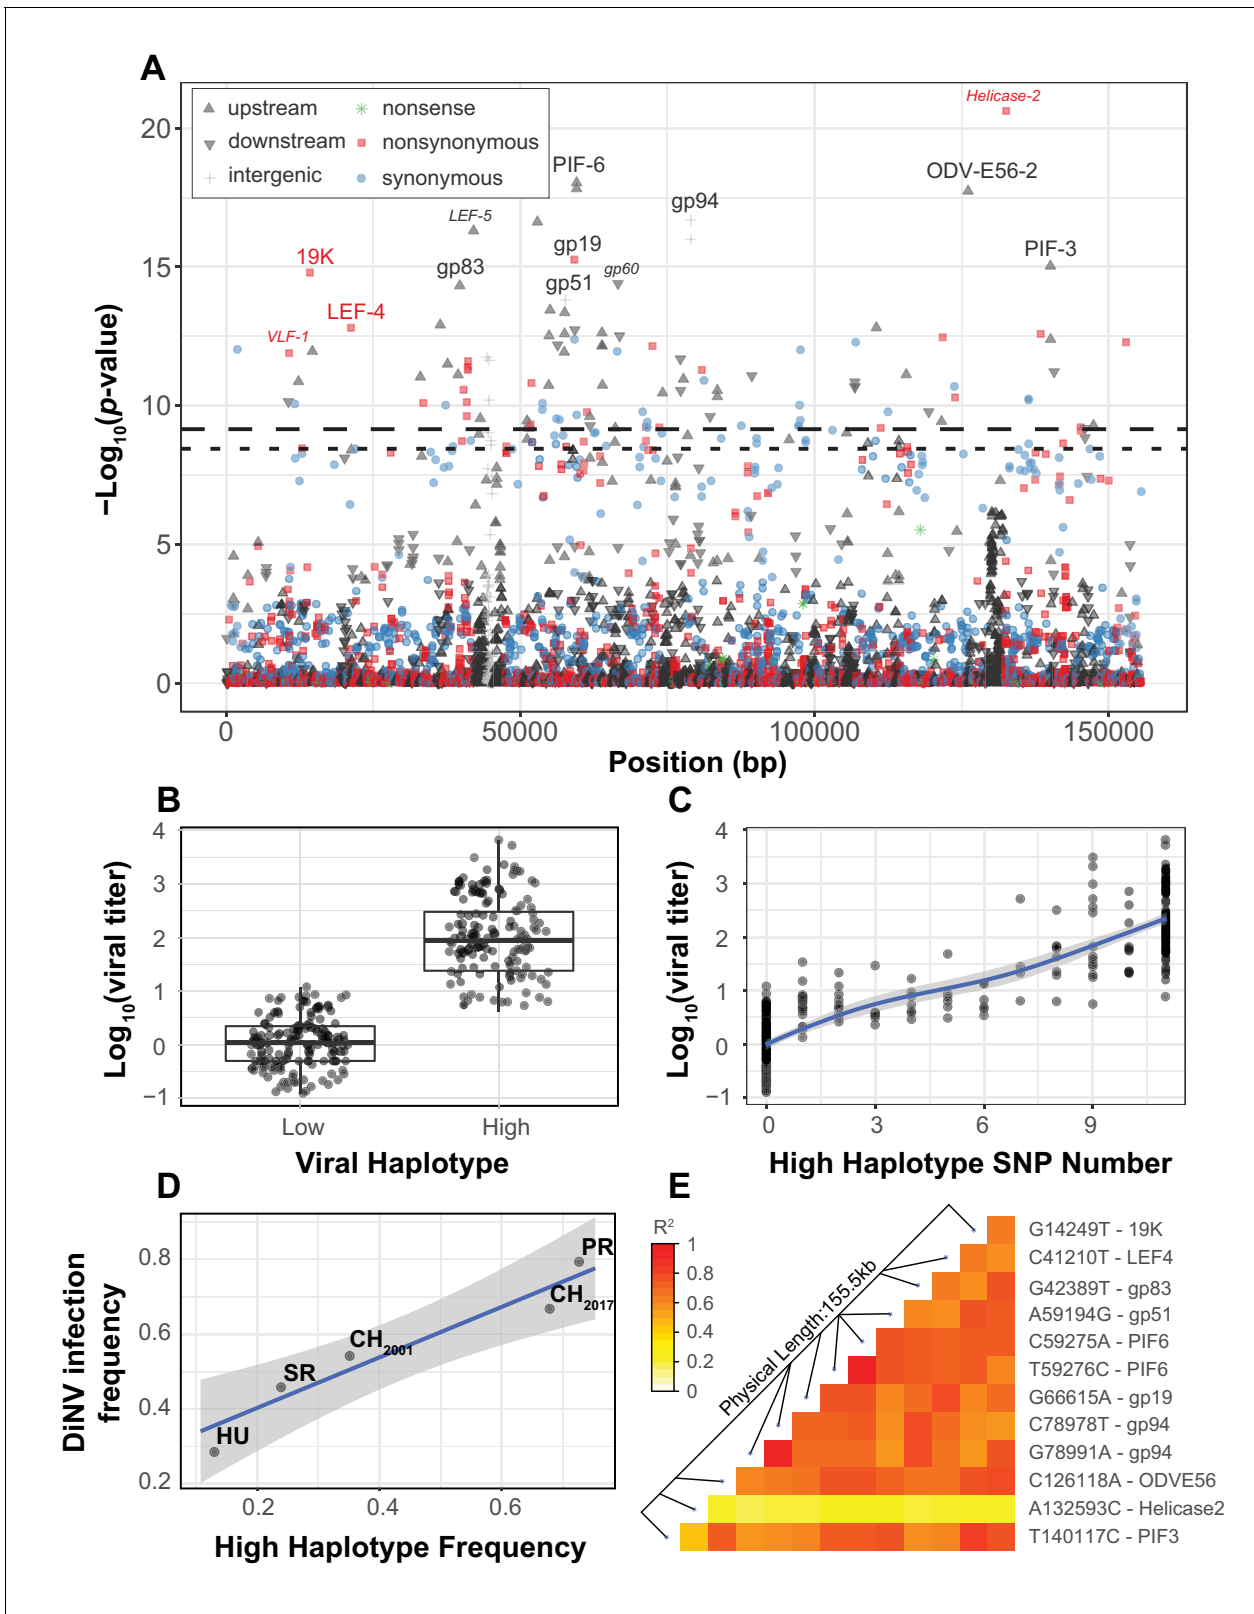 A
upstream
downstream
intergenic
nonsense
nonsynonymous
synonymous
Helicase-2
PIF-6
ODV-E56-2
LEF-5
gp94
19K
gp83
gp19
gp60
PIF-3
gp51
LEF-4
VLF-1
20
15
10
5
0
−Log10(p-value)
0 50000 100000 150000
Position (bp)
B
4
3
2
1
0
−1
Log10(viral titer)
Low High
Viral Haplotype
C
4
3
2
1
0
−1
Log10(viral titer)
0 3 6 9
High Haplotype SNP Number
D
PR
CH2017
CH2001
SR
HU
0.8
0.6
0.4
0.2
DiNV infection
frequency
0.2 0.4 0.6
High Haplotype Frequency
E
R2
1
0.8
0.6
0.4
0.2
0
Physical Length:155.5kb
G14249T - 19K
C41210T - LEF4
G42389T - gp83
A59194G - gp51
C59275A - PIF6
T59276C - PIF6
G66615A - gp19
C78978T - gp94
G78991A - gp94
C126118A - ODVE56
A132593C - Helicase2
T140117C - PIF3